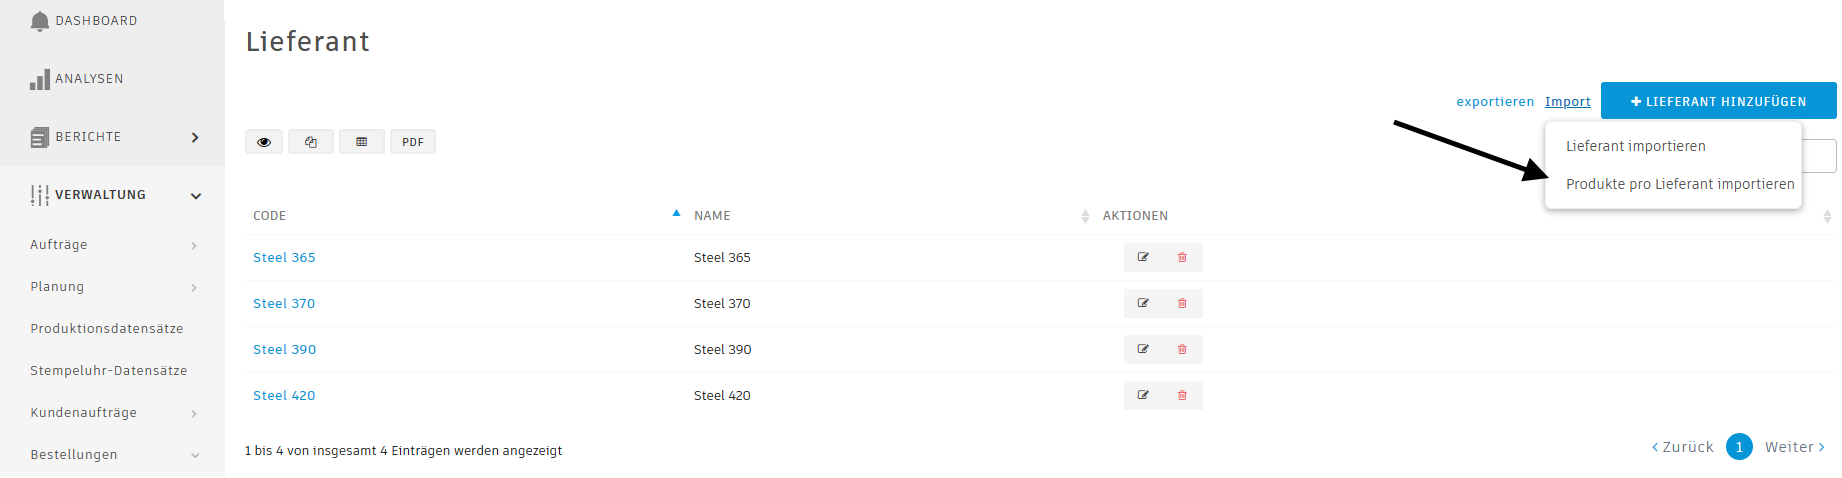 DASHBOARD
ANALYSEN
BERICHTE
VERWALTUNG
Aufträge
Planung
Produktionsdatensätze
Stempeluhr-Datensätze
Kundenaufträge
Bestellungen
Lieferant
exportieren Import LIEFERANT HINZUFÜGEN
Lieferant importieren
Produkte pro Lieferant importieren
PDF
CODE NAME AKTIONEN
Steel 365 Steel 365
Steel 370 Steel 370
Steel 390 Steel 390
Steel 420 Steel 420
1 bis 4 von insgesamt 4 Einträgen werden angezeigt
Zurück 1 Weiter